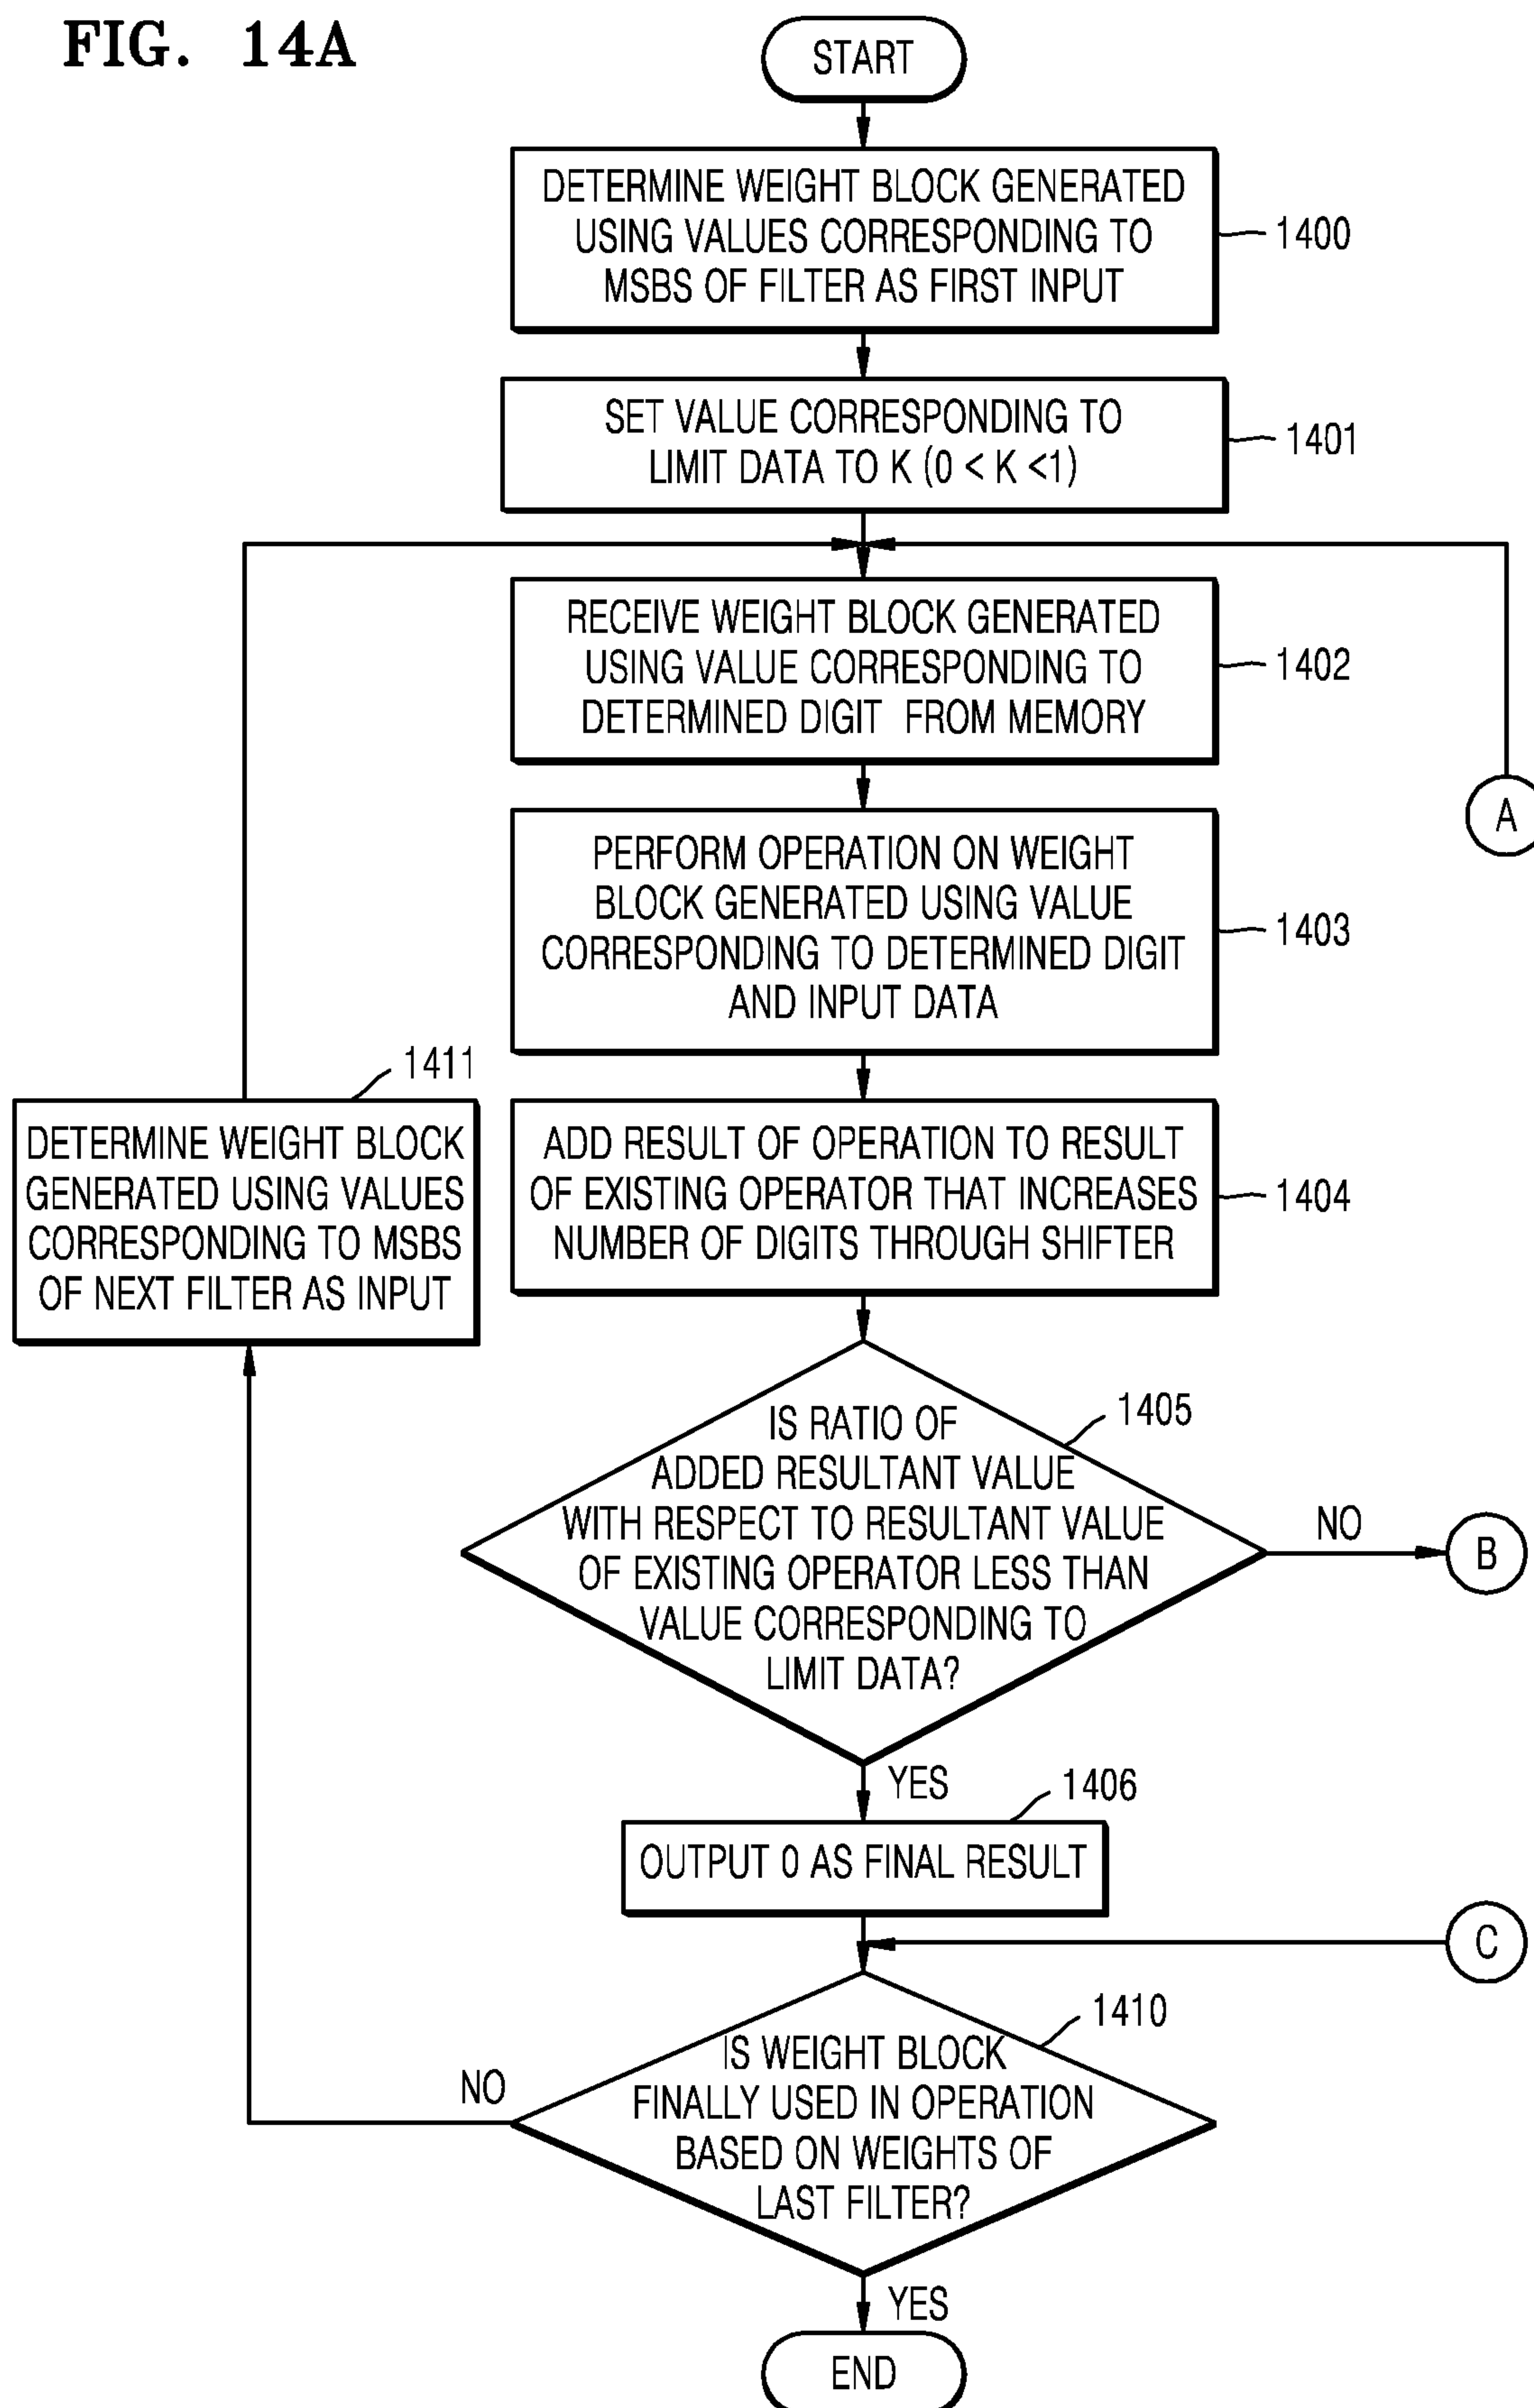 FIG. 14A
START
DETERMINE WEIGHT BLOCK GENERATED
USING VALUES CORRESPONDING TO
MSBS OF FILTER AS FIRST INPUT
1400
SET VALUE CORRESPONDING TO
LIMIT DATA TO K (0 < K <1)
1401
RECEIVE WEIGHT BLOCK GENERATED
USING VALUE CORRESPONDING TO
DETERMINED DIGIT FROM MEMORY
1402
A
PERFORM OPERATION ON WEIGHT
BLOCK GENERATED USING VALUE
CORRESPONDING TO DETERMINED DIGIT
AND INPUT DATA
1403
1411
DETERMINE WEIGHT BLOCK
GENERATED USING VALUES
CORRESPONDING TO MSBS
OF NEXT FILTER AS INPUT
ADD RESULT OF OPERATION TO RESULT
OF EXISTING OPERATOR THAT INCREASES
NUMBER OF DIGITS THROUGH SHIFTER
1404
IS RATIO OF
ADDED RESULTANT VALUE
WITH RESPECT TO RESULTANT VALUE
OF EXISTING OPERATOR LESS THAN
VALUE CORRESPONDING TO
LIMIT DATA?
1405
NO
B
YES
1406
OUTPUT 0 AS FINAL RESULT
C
1410
IS WEIGHT BLOCK
FINALLY USED IN OPERATION
BASED ON WEIGHTS OF
LAST FILTER?
NO
YES
END